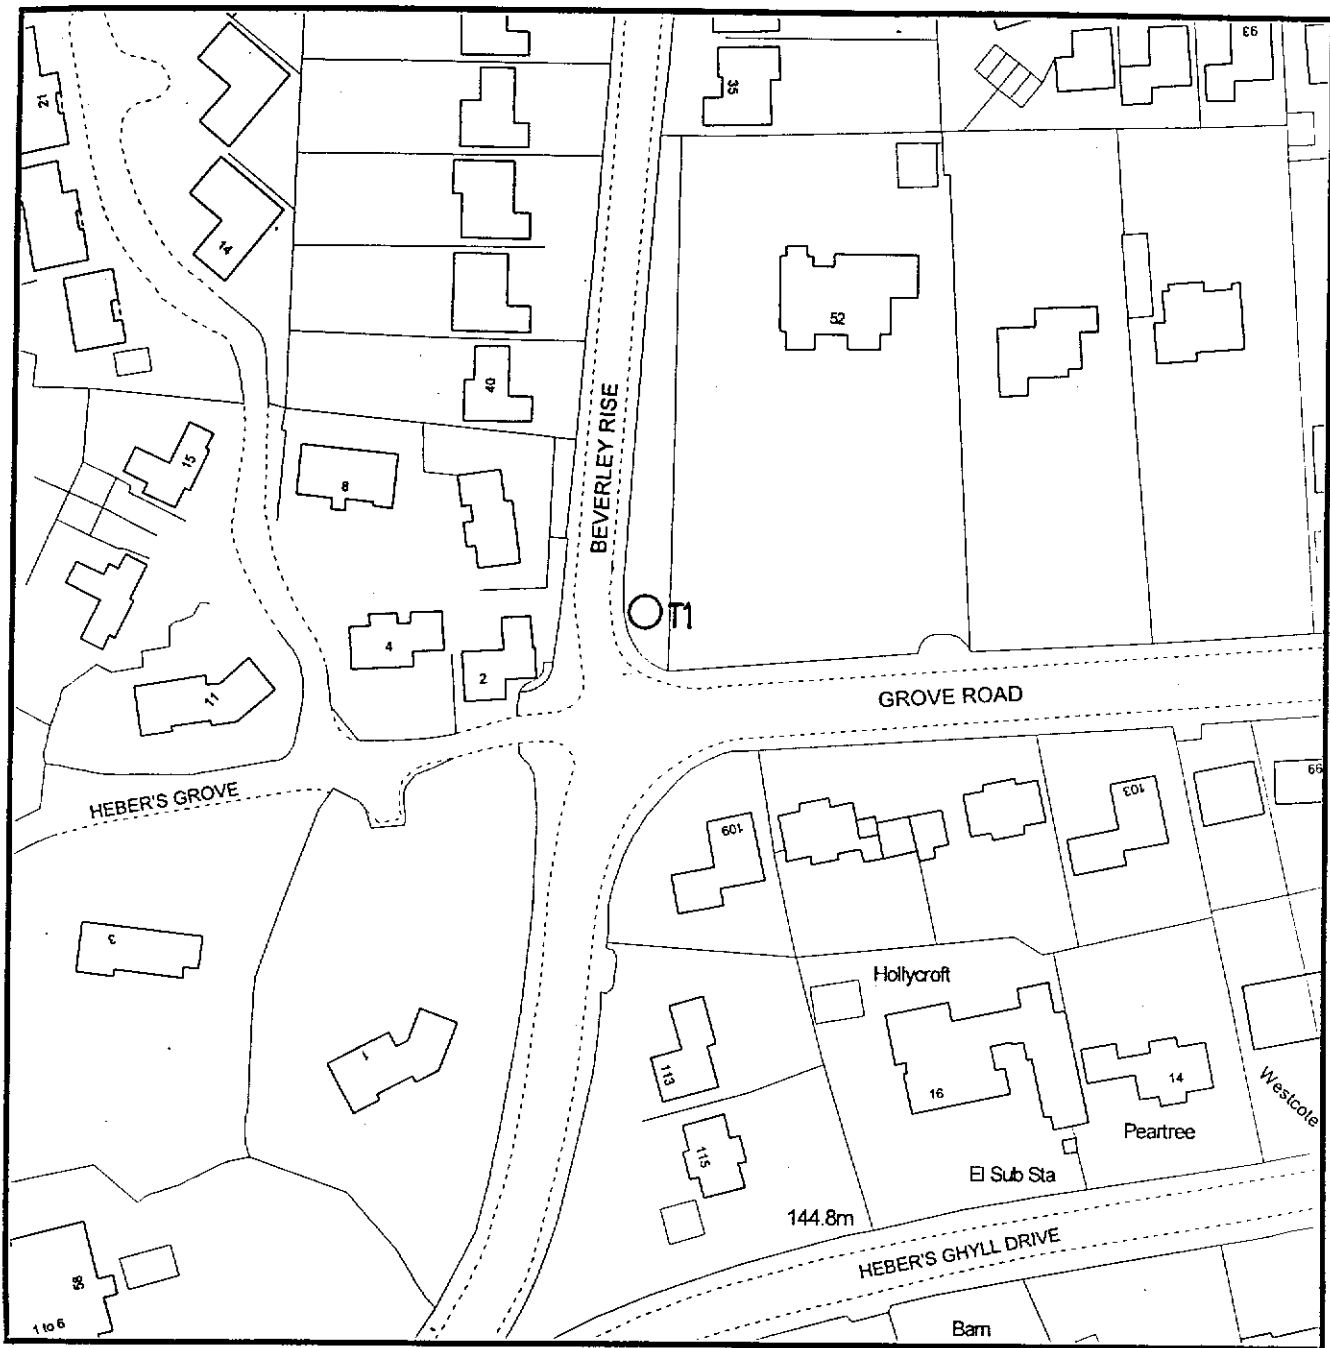 93
21
35
14
52
40
BEVERLEY RISE
15
8
T1
4
2
11
GROVE ROAD
HEBER'S GROVE
99
103
109
3
Hollycroft
1
113
16
14
Westcote
Peartree
115
El Sub Sta
144.8m
HEBER'S GHYLL DRIVE
58
1 to 6
Barn